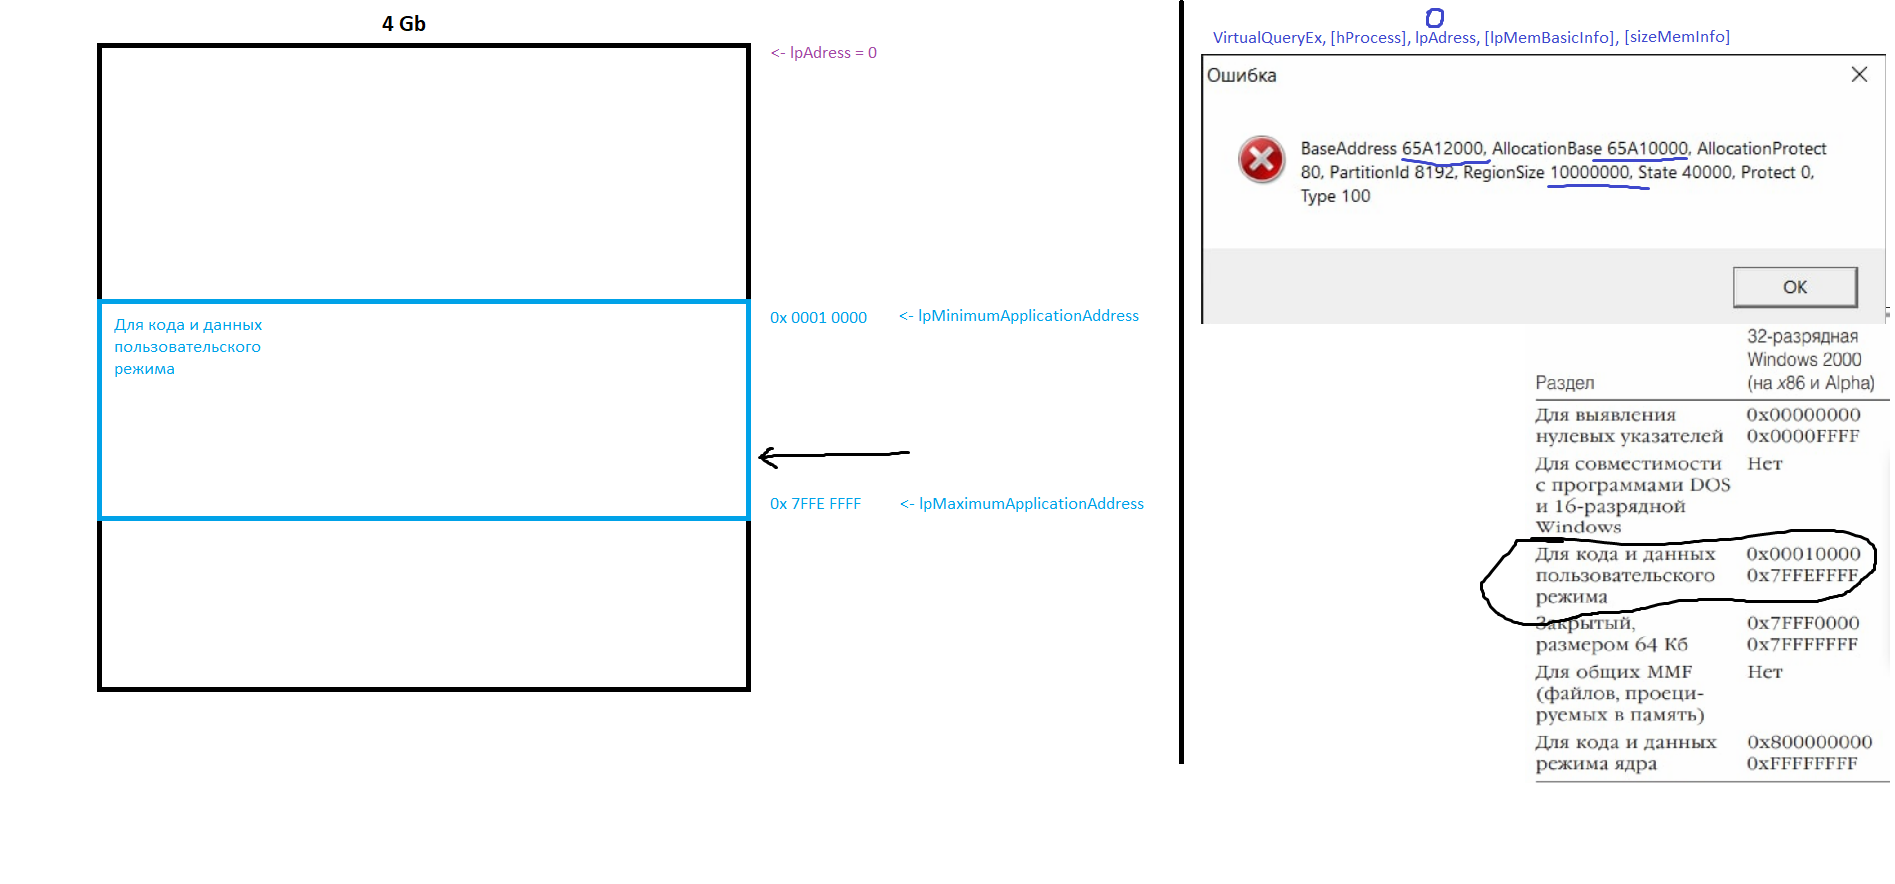 4 Gb
<- lpAdress = 0
Для кода и данных
пользовательского
режима
0x 0001 0000 <- lpMinimumApplicationAddress
0x 7FFE FFFF <- lpMaximumApplicationAddress
0
VirtualQueryEx, [hProcess], lpAdress, [lpMemBasicInfo], [sizeMemInfo]
Ошибка
BaseAddress 65A12000, AllocationBase 65A10000, AllocationProtect
80, PartitionId 8192, RegionSize 10000000, State 40000, Protect 0,
Type 100
OK
32-разрядная
Windows 2000
Раздел (на x86 и Alpha)
Для выявления 0x00000000
нулевых указателей 0x0000FFFF
Для совместимости Нет
с программами DOS
и 16-разрядной
Windows
Для кода и данных 0x00010000
пользовательского 0x7FFEFFFF
режима
Закрытый, 0x7FFF0000
размером 64 Кб 0x7FFFFFFF
Для общих MMF Нет
(файлов, проеци-
руемых в память)
Для кода и данных 0x800000000
режима ядра 0xFFFFFFFF